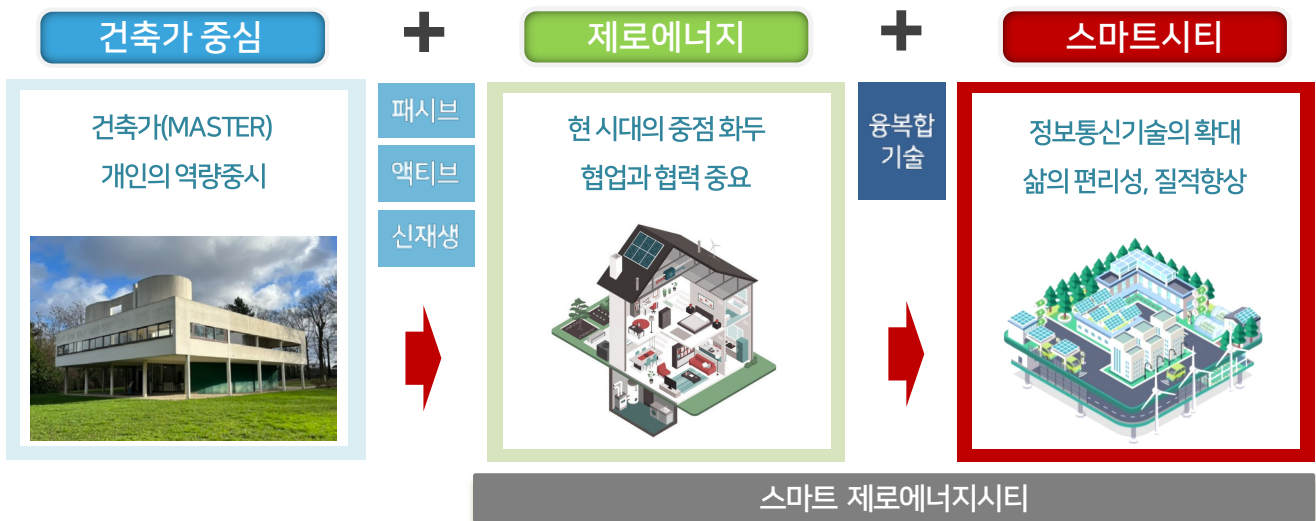 건축가 중심
+
제로에너지
+
스마트시티
건축가(MASTER)
개인의 역량중시
패시브
액티브
신재생
현 시대의 중점 화두
협업과 협력 중요
융복합
기술
정보통신기술의 확대
삶의 편리성, 질적향상
스마트 제로에너지시티